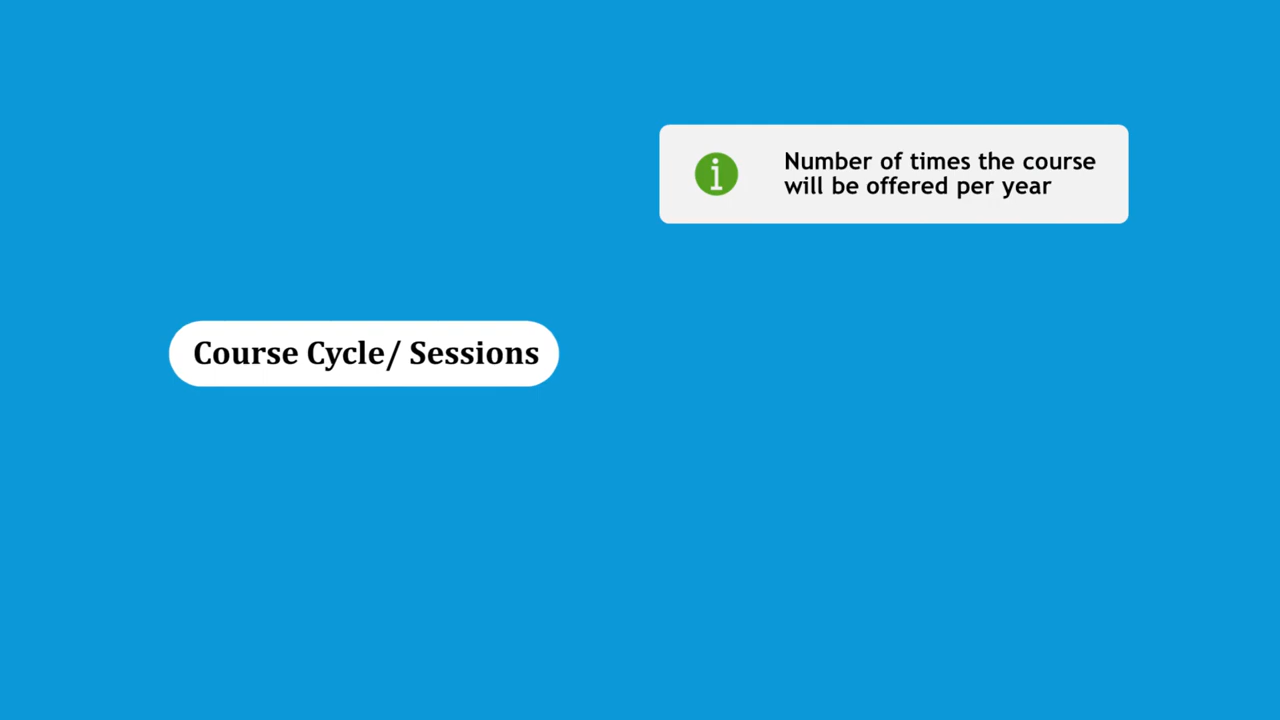 Number of times the course
will be offered per year
Course Cycle/ Sessions